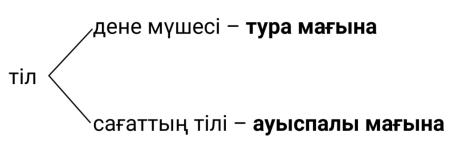 дене мүшесі – тура мағына
тіл
сағаттың тілі – ауыспалы мағына